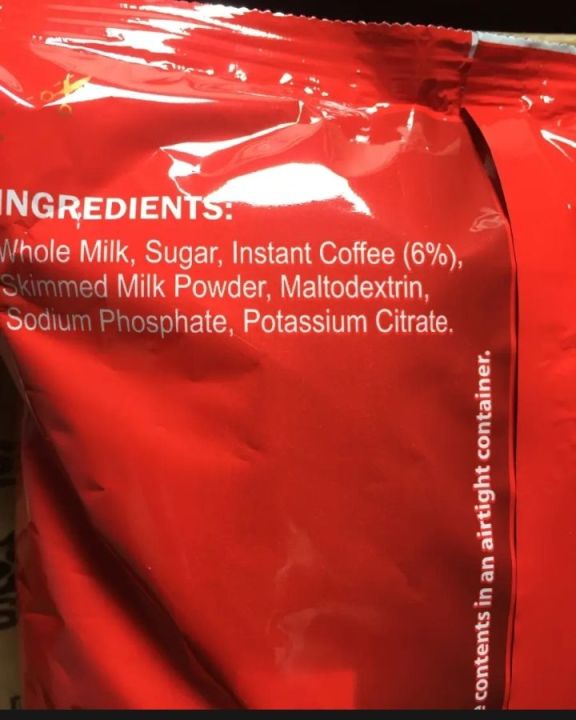 INGREDIENTS:
Whole Milk, Sugar, Instant Coffee (6%),
Skimmed Milk Powder, Maltodextrin,
Sodium Phosphate, Potassium Citrate.
contents in an airtight container.